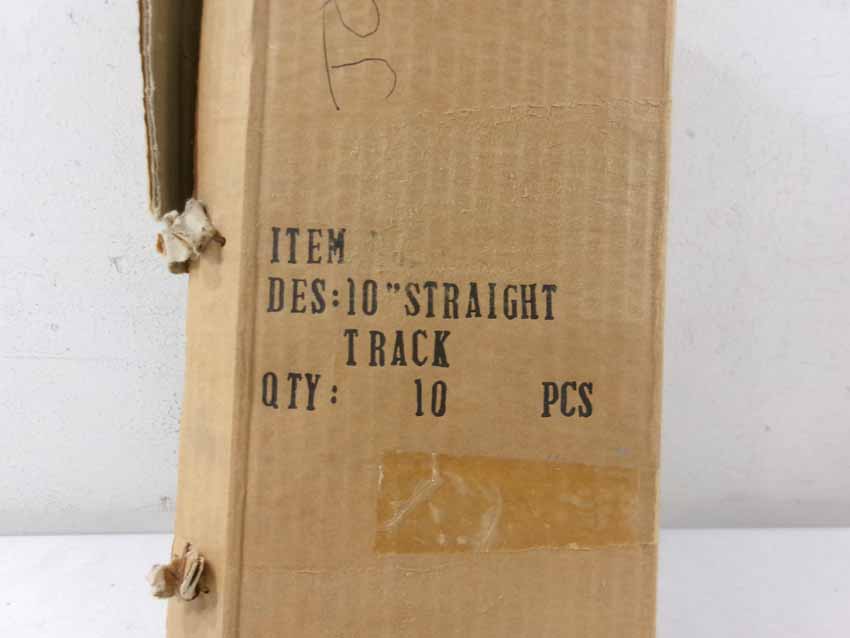 ITEM
DES:10"STRAIGHT
TRACK
QTY: 10 PCS